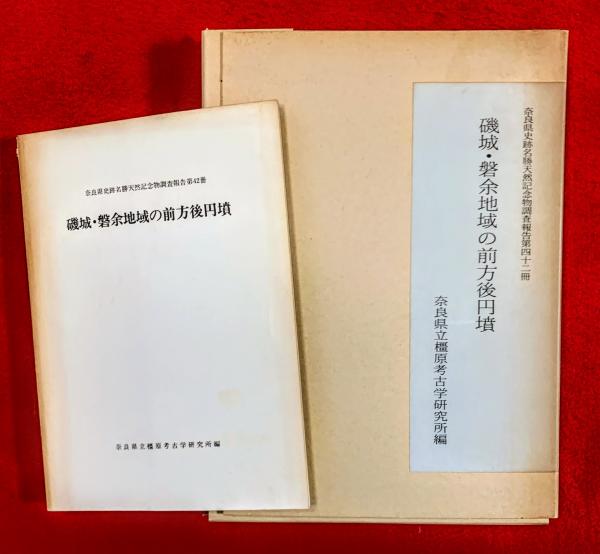 奈良県史跡名勝天然記念物調査報告第42冊
磯城・磐余地域の前方後円墳
奈良県立橿原考古学研究所編
奈良県史跡名勝天然記念物調査報告第四十二冊
磯城・磐余地域の前方後円墳
奈良県立橿原考古学研究所編